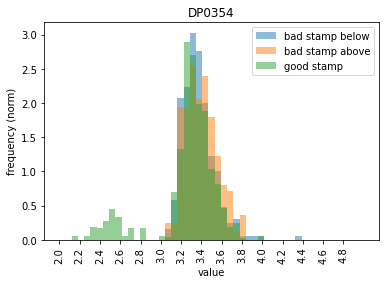 DP0354
bad stamp below
bad stamp above
good stamp
frequency (norm)
3.0
2.5
2.0
1.5
1.0
0.5
0.0
2.0 2.2 2.4 2.6 2.8 3.0 3.2 3.4 3.6 3.8 4.0 4.2 4.4 4.6 4.8
value